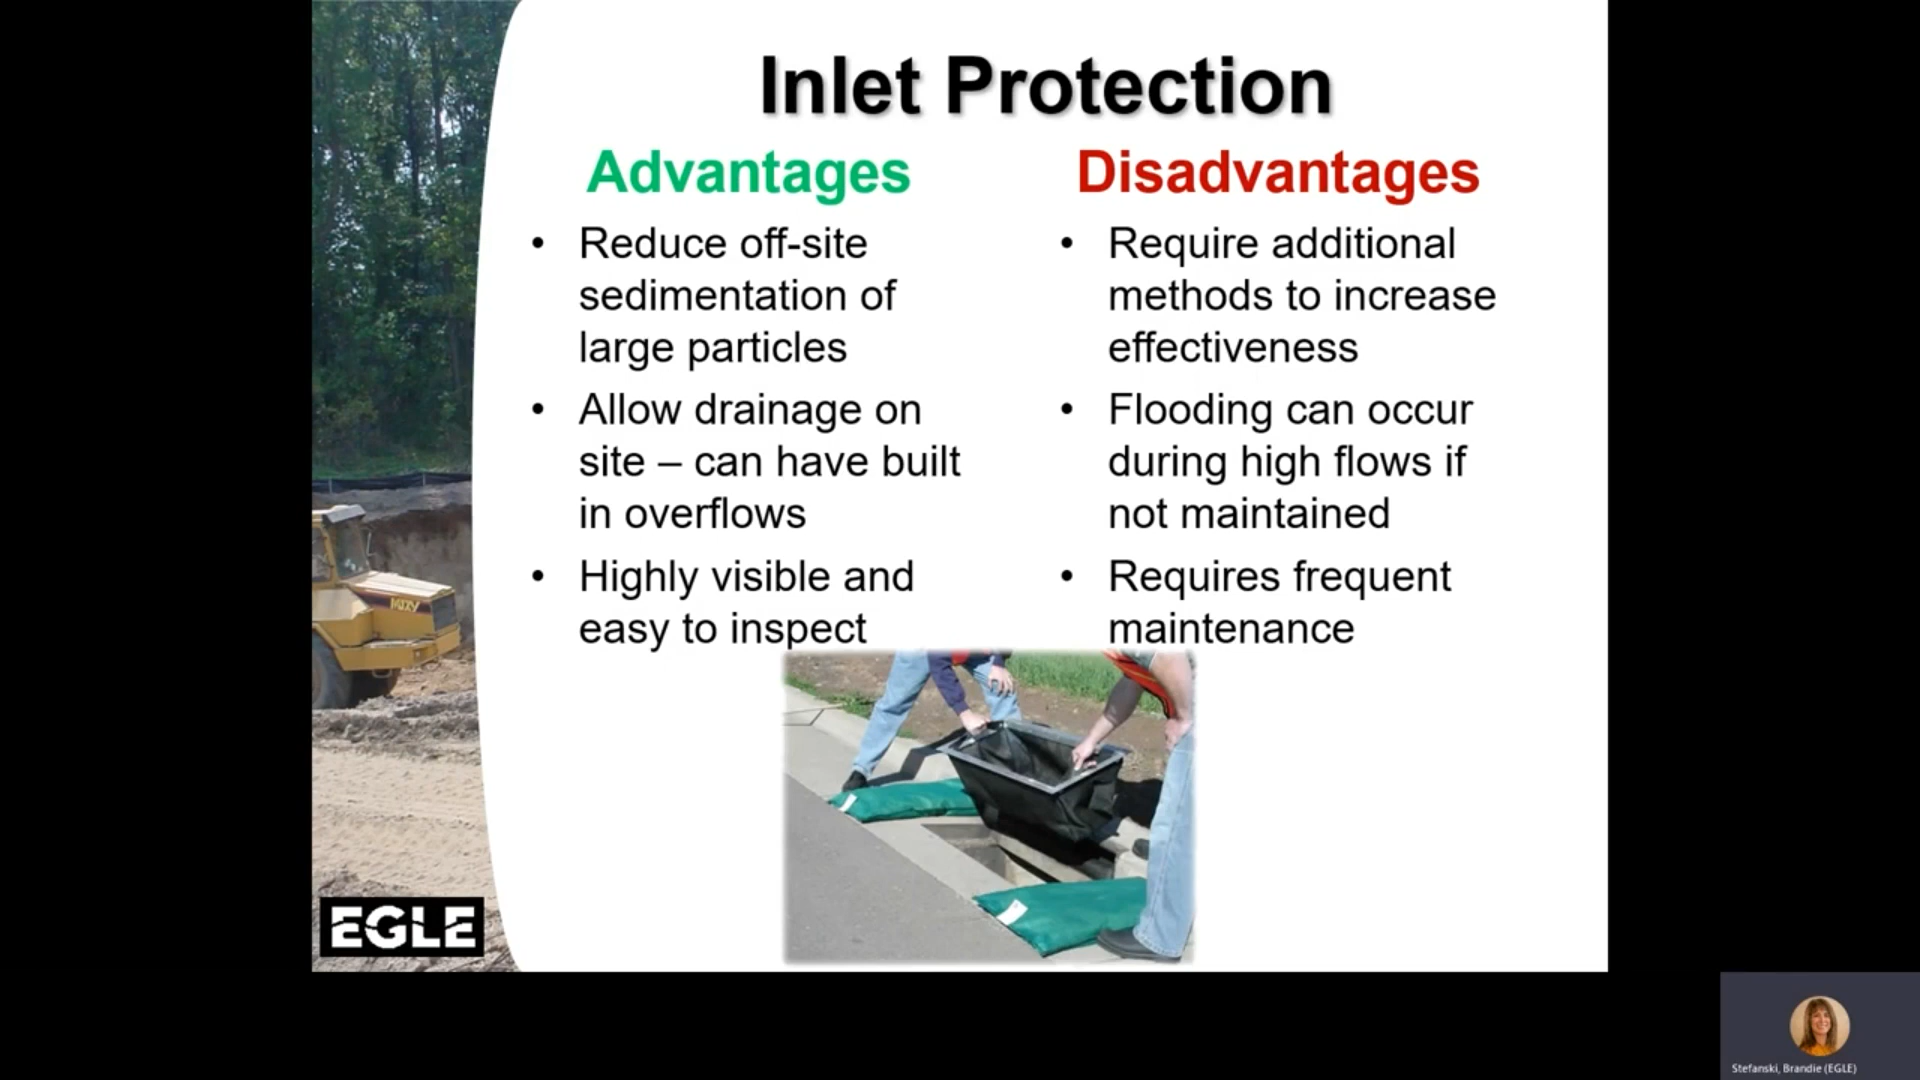 Inlet Protection
Advantages
• Reduce off-site
sedimentation of
large particles
• Allow drainage on
site – can have built
in overflows
• Highly visible and
easy to inspect
Disadvantages
• Require additional
methods to increase
effectiveness
• Flooding can occur
during high flows if
not maintained
• Requires frequent
maintenance
EGLE
Stefanski, Brandie (EGLE)